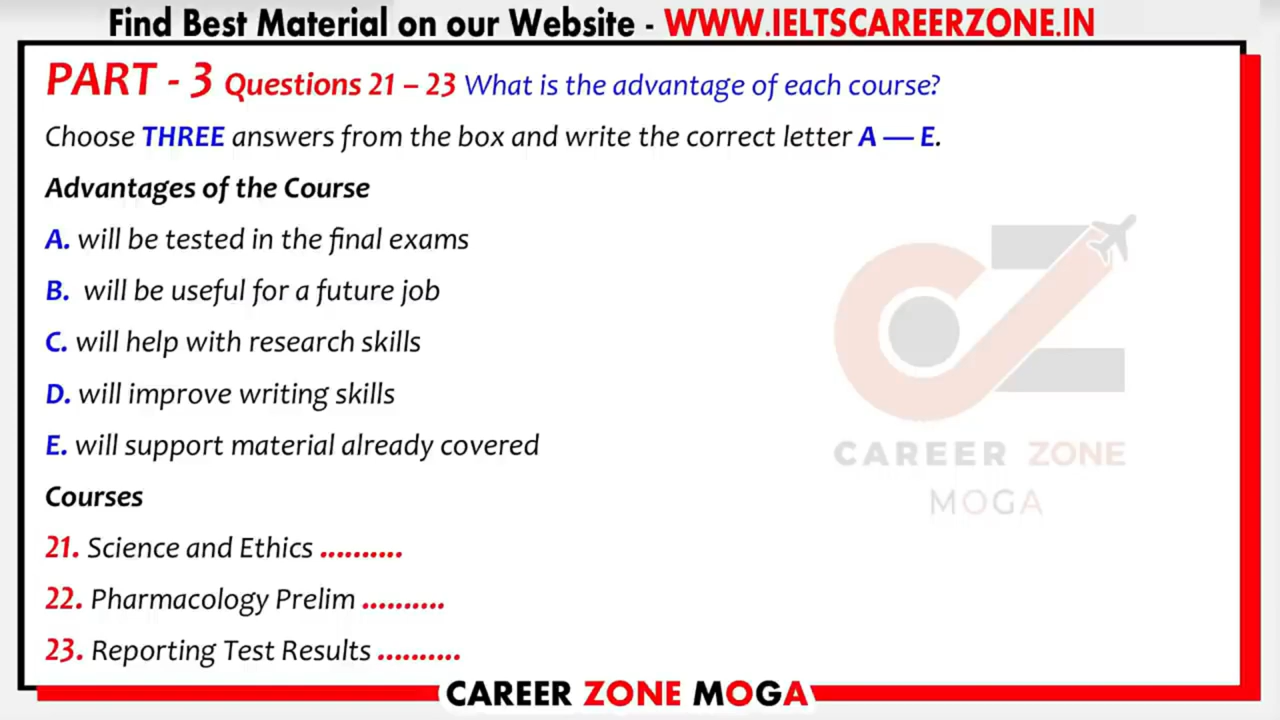 Find Best Material on our Website - WWW.IELTSCAREERZONE.IN
PART - 3 Questions 21 – 23 What is the advantage of each course?
Choose THREE answers from the box and write the correct letter A — E.
Advantages of the Course
A. will be tested in the final exams
B. will be useful for a future job
C. will help with research skills
D. will improve writing skills
E. will support material already covered
CAREER ZONE
MOGA
Courses
21. Science and Ethics ..........
22. Pharmacology Prelim ..........
23. Reporting Test Results ..........
CAREER ZONE MOGA